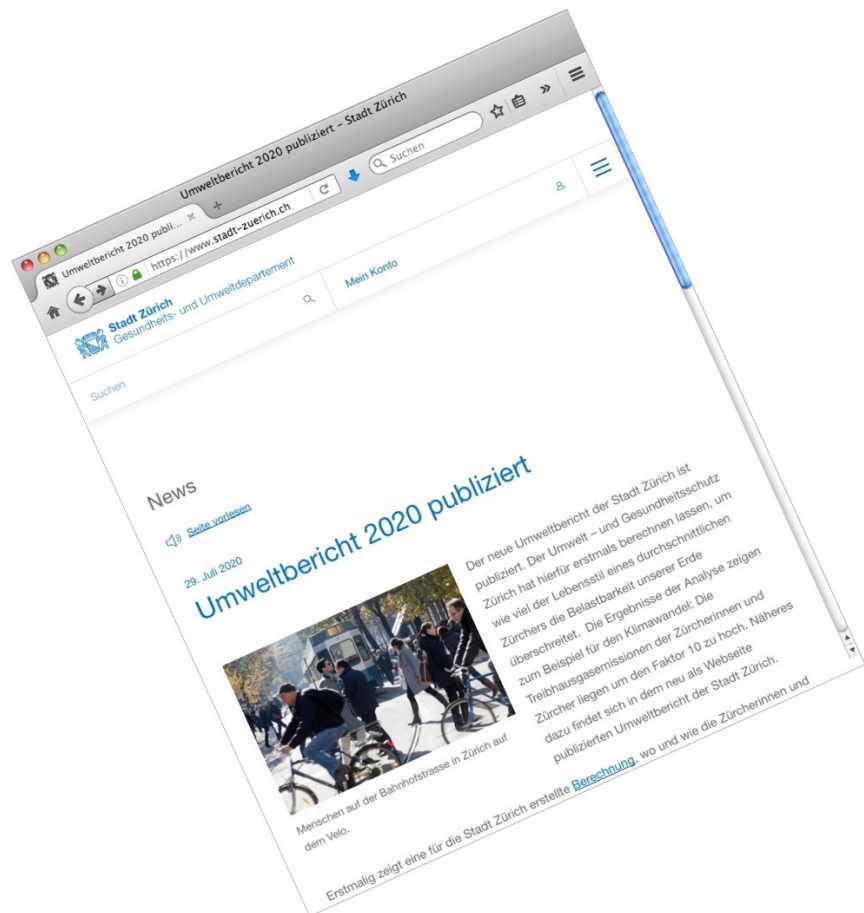 Umweltbericht 2020 publiziert – Stadt Zürich
Umweltbericht 2020 publi... × +
https://www.stadt-zuerich.ch
Suchen
»
Stadt Zürich
Gesundheits- und Umweltdepartement
Suchen
Mein Konto
News
Seite vorlesen
29. Juli 2020
Umweltbericht 2020 publiziert
Der neue Umweltbericht der Stadt Zürich ist
publiziert. Der Umwelt – und Gesundheitsschutz
Zürich hat hierfür erstmals berechnen lassen, um
wie viel der Lebensstil eines durchschnittlichen
Zürchers die Belastbarkeit unserer Erde
überschreitet. Die Ergebnisse der Analyse zeigen
zum Beispiel für den Klimawandel: Die
Treibhausgasemissionen der Zürcherinnen und
Zürcher liegen um den Faktor 10 zu hoch. Näheres
dazu findet sich in dem neu als Webseite
publizierten Umweltbericht der Stadt Zürich.
Menschen auf der Bahnhofstrasse in Zürich auf
dem Velo.
Erstmalig zeigt eine für die Stadt Zürich erstellte Berechnung, wo und wie die Zürcherinnen und